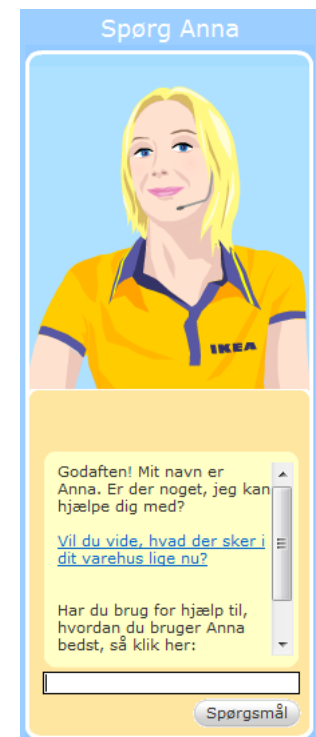 Spørg Anna
IKEA
Godaften! Mit navn er
Anna. Er der noget, jeg kan
hjælpe dig med?
Vil du vide, hvad der sker i
dit varehus lige nu?
Har du brug for hjælp til,
hvordan du bruger Anna
bedst, så klik her:
Spørgsmål